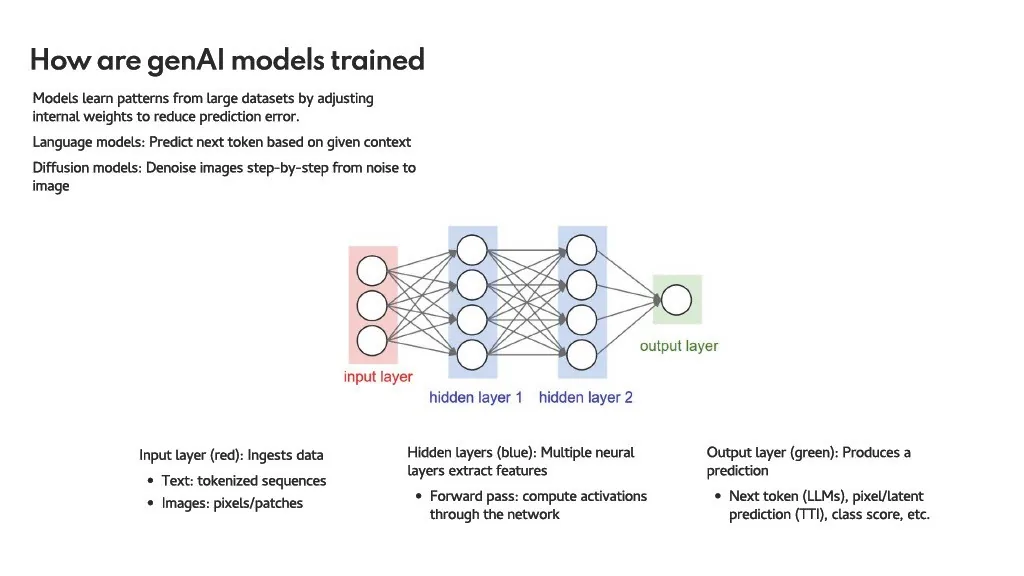 How are genAI models trained
Models learn patterns from large datasets by adjusting
internal weights to reduce prediction error.
Language models: Predict next token based on given context
Diffusion models: Denoise images step-by-step from noise to
image
input layer
hidden layer 1
hidden layer 2
output layer
Input layer (red): Ingests data
• Text: tokenized sequences
• Images: pixels/patches
Hidden layers (blue): Multiple neural
layers extract features
• Forward pass: compute activations
through the network
Output layer (green): Produces a
prediction
• Next token (LLMs), pixel/latent
prediction (TTI), class score, etc.